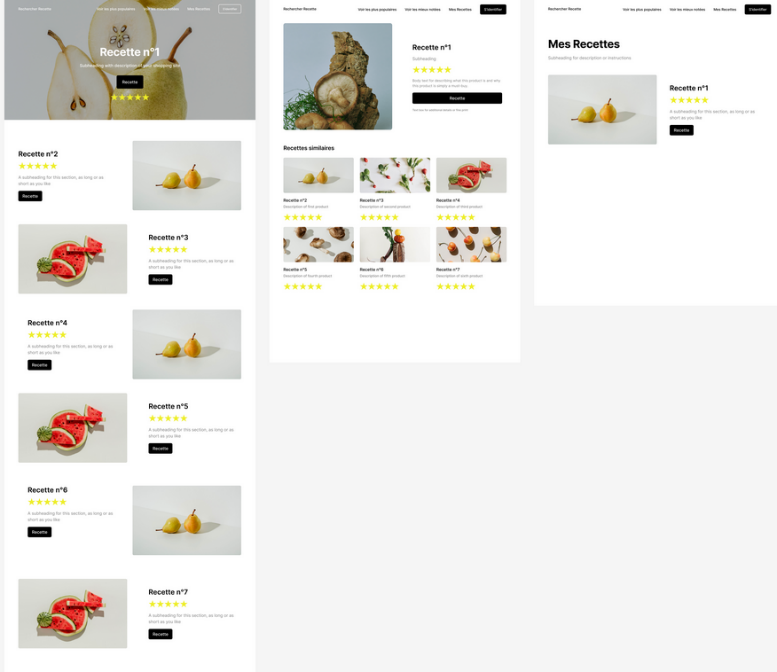 Rechercher Recette
Voir les plus populaires
Voir les mieux notées
Mes Recettes
S'identifier
Recette n°1
Subheading with description of your shopping site
Recette
Recette n°2
A subheading for this section, as long or as
short as you like
Recette
Recette n°3
A subheading for this section, as long or as
short as you like
Recette
Recette n°4
A subheading for this section, as long or as
short as you like
Recette
Recette n°5
A subheading for this section, as long or as
short as you like
Recette
Recette n°6
A subheading for this section, as long or as
short as you like
Recette
Recette n°7
A subheading for this section, as long or as
short as you like
Recette
Rechercher Recette
Voir les plus populaires
Voir les mieux notées
Mes Recettes
S'identifier
Recette n°1
Subheading
Body text for describing what this product is and why
this product is simply a must-buy.
Recette
Recettes similaires
Recette n°2
Description of first product
Recette n°3
Description of second product
Recette n°4
Description of third product
Recette n°5
Description of fourth product
Recette n°6
Description of fifth product
Recette n°7
Description of sixth product
Rechercher Recette
Voir les plus populaires
Voir les mieux notées
Mes Recettes
S'identifier
Mes Recettes
Subheading for description or instructions
Recette n°1
A subheading for this section, as long or as
short as you like
Recette